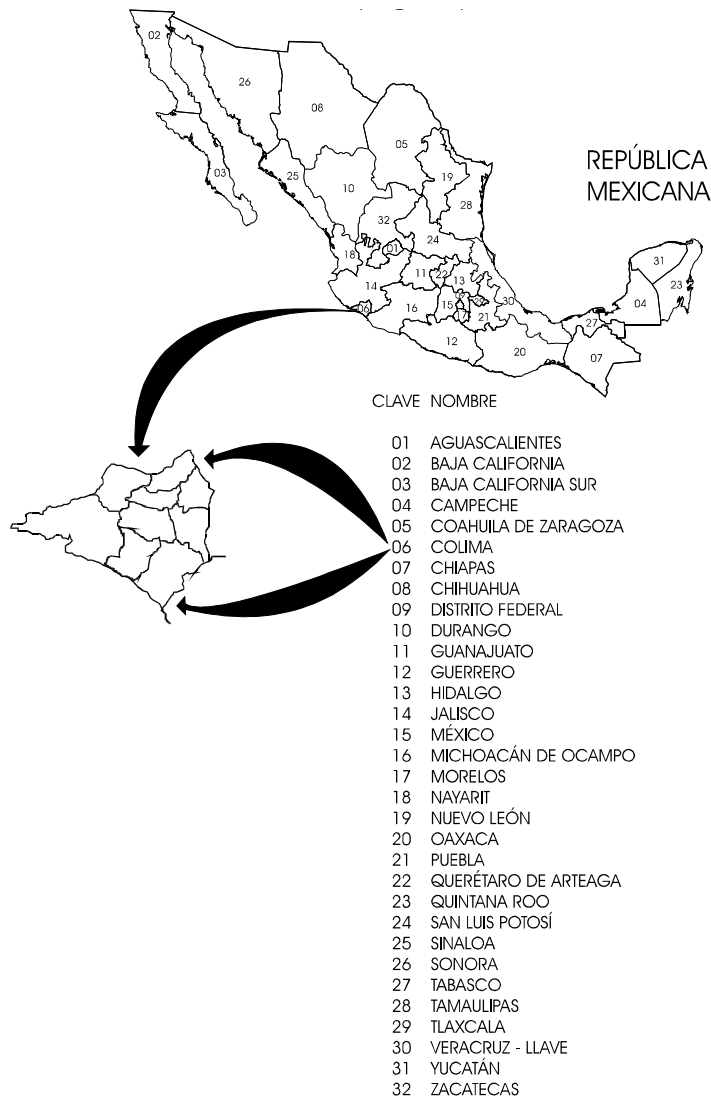 02
26
08
05
REPÚBLICA
MEXICANA
03
25
10
19
28
32
24
18
01
14
11
22
13
31
23
04
06
16
15
17
21
30
27
12
20
07
CLAVE NOMBRE
01 AGUASCALIENTES
02 BAJA CALIFORNIA
03 BAJA CALIFORNIA SUR
04 CAMPECHE
05 COAHUILA DE ZARAGOZA
06 COLIMA
07 CHIAPAS
08 CHIHUAHUA
09 DISTRITO FEDERAL
10 DURANGO
11 GUANAJUATO
12 GUERRERO
13 HIDALGO
14 JALISCO
15 MÉXICO
16 MICHOACÁN DE OCAMPO
17 MORELOS
18 NAYARIT
19 NUEVO LEÓN
20 OAXACA
21 PUEBLA
22 QUERÉTARO DE ARTEAGA
23 QUINTANA ROO
24 SAN LUIS POTOSÍ
25 SINALOA
26 SONORA
27 TABASCO
28 TAMAULIPAS
29 TLAXCALA
30 VERACRUZ - LLAVE
31 YUCATÁN
32 ZACATECAS